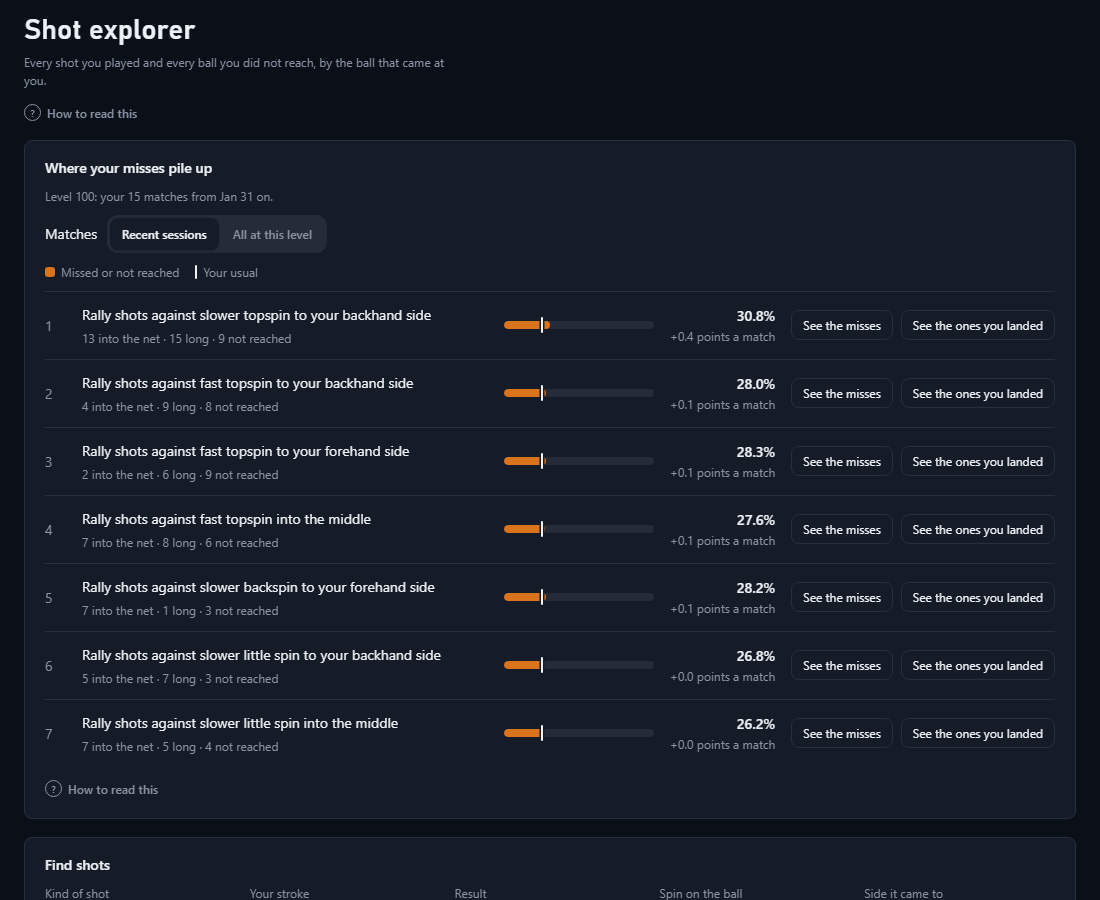 Shot explorer
Every shot you played and every ball you did not reach, by the ball that came at
you.
? How to read this
Where your misses pile up
Level 100: your 15 matches from Jan 31 on.
Matches Recent sessions All at this level
Missed or not reached Your usual
1 Rally shots against slower topspin to your backhand side 30.8% See the misses See the ones you landed
13 into the net · 15 long · 9 not reached +0.4 points a match
2 Rally shots against fast topspin to your backhand side 28.0% See the misses See the ones you landed
4 into the net · 9 long · 8 not reached +0.1 points a match
3 Rally shots against fast topspin to your forehand side 28.3% See the misses See the ones you landed
2 into the net · 6 long · 9 not reached +0.1 points a match
4 Rally shots against fast topspin into the middle 27.6% See the misses See the ones you landed
7 into the net · 8 long · 6 not reached +0.1 points a match
5 Rally shots against slower backspin to your forehand side 28.2% See the misses See the ones you landed
7 into the net · 1 long · 3 not reached +0.1 points a match
6 Rally shots against slower little spin to your backhand side 26.8% See the misses See the ones you landed
5 into the net · 7 long · 3 not reached +0.0 points a match
7 Rally shots against slower little spin into the middle 26.2% See the misses See the ones you landed
7 into the net · 5 long · 4 not reached +0.0 points a match
? How to read this
Find shots
Kind of shot Your stroke Result Spin on the ball Side it came to